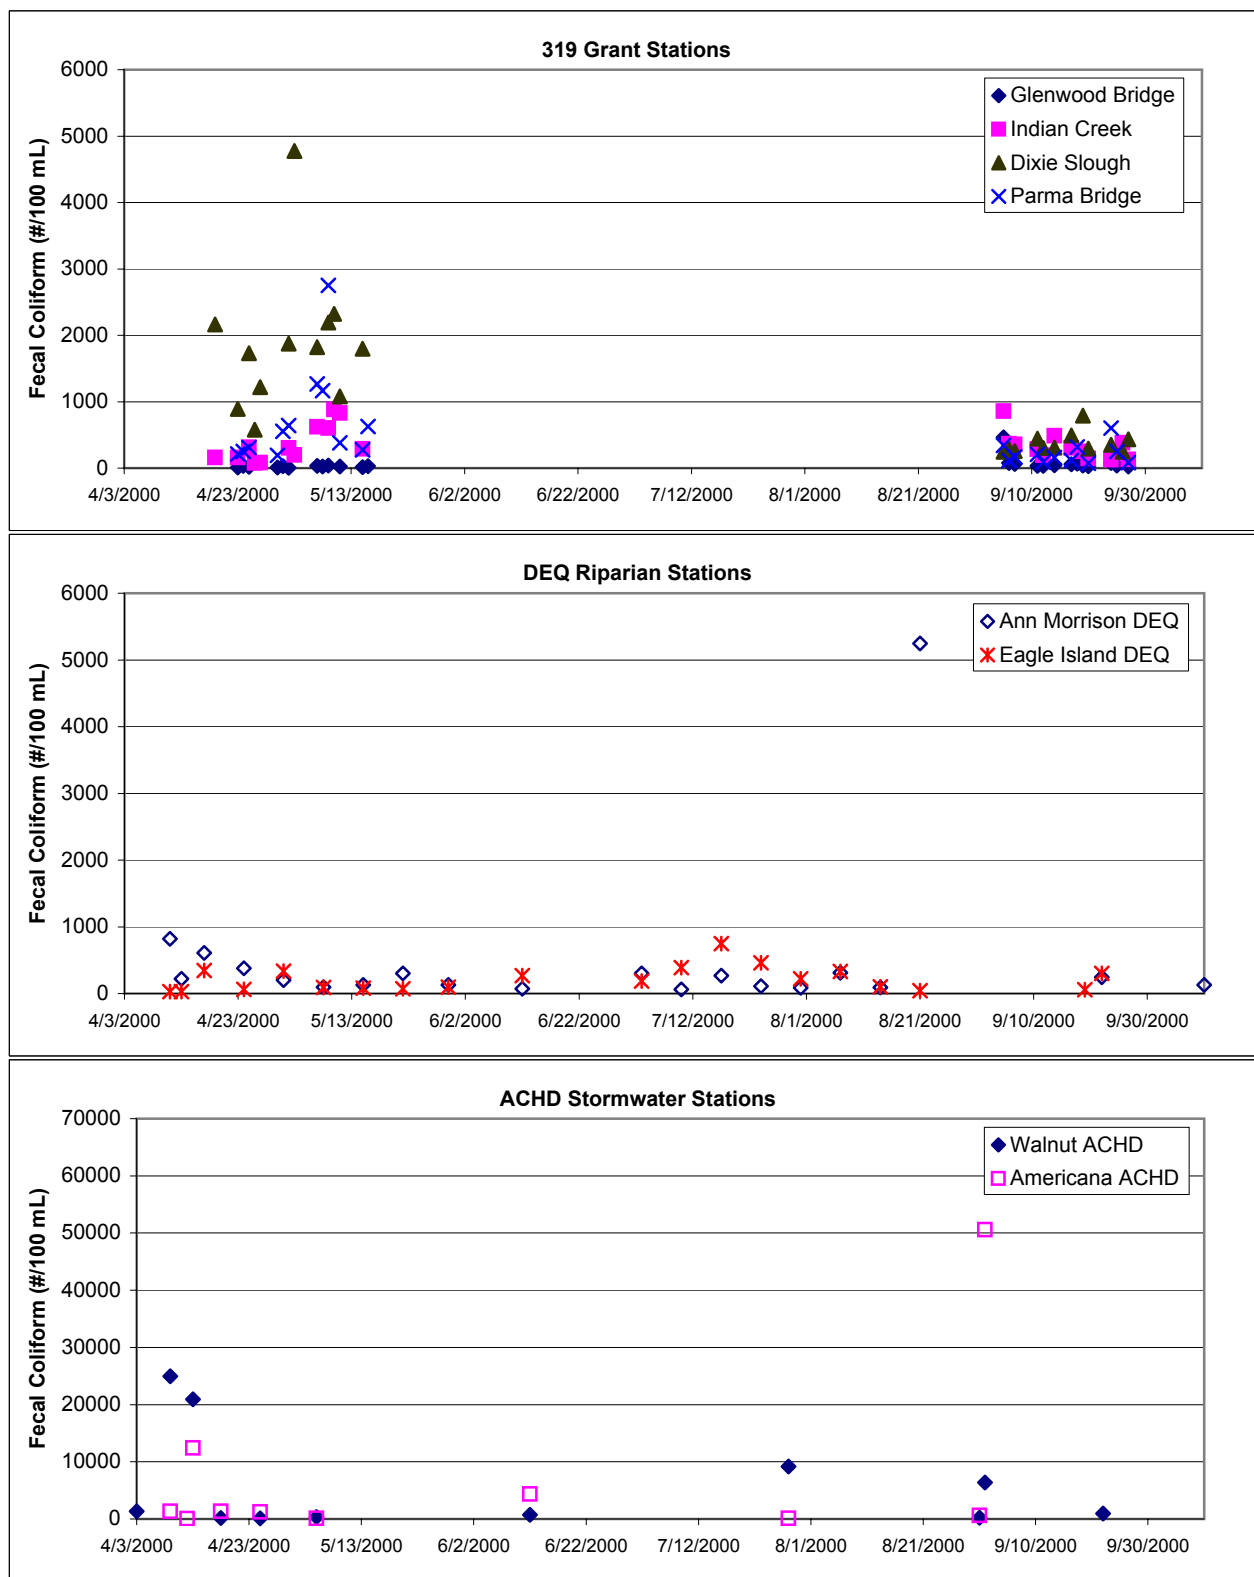 319 Grant Stations
6000
5000
4000
3000
2000
1000
0
Fecal Coliform (#/100 mL)
Glenwood Bridge
Indian Creek
Dixie Slough
Parma Bridge
4/3/2000 4/23/2000 5/13/2000 6/2/2000 6/22/2000 7/12/2000 8/1/2000 8/21/2000 9/10/2000 9/30/2000
DEQ Riparian Stations
6000
5000
4000
3000
2000
1000
0
Fecal Coliform (#/100 mL)
Ann Morrison DEQ
Eagle Island DEQ
4/3/2000 4/23/2000 5/13/2000 6/2/2000 6/22/2000 7/12/2000 8/1/2000 8/21/2000 9/10/2000 9/30/2000
ACHD Stormwater Stations
70000
60000
50000
40000
30000
20000
10000
0
Fecal Coliform (#/100 mL)
Walnut ACHD
Americana ACHD
4/3/2000 4/23/2000 5/13/2000 6/2/2000 6/22/2000 7/12/2000 8/1/2000 8/21/2000 9/10/2000 9/30/2000